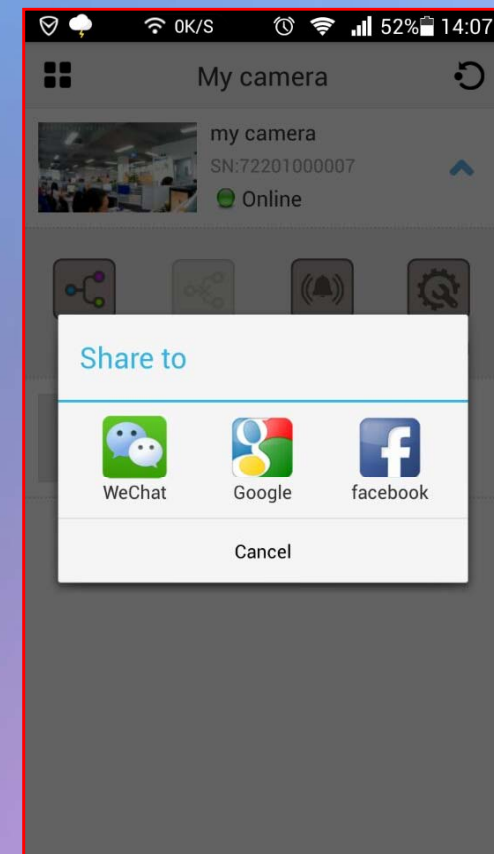 0K/S 52% 14:07
My camera
my camera
SN:72201000007
Online
Share to
WeChat Google facebook
Cancel